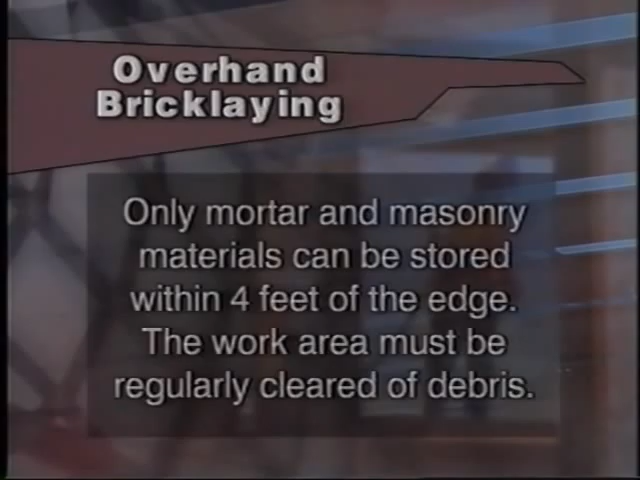 Overhand
Bricklaying
Only mortar and masonry
materials can be stored
within 4 feet of the edge.
The work area must be
regularly cleared of debris.